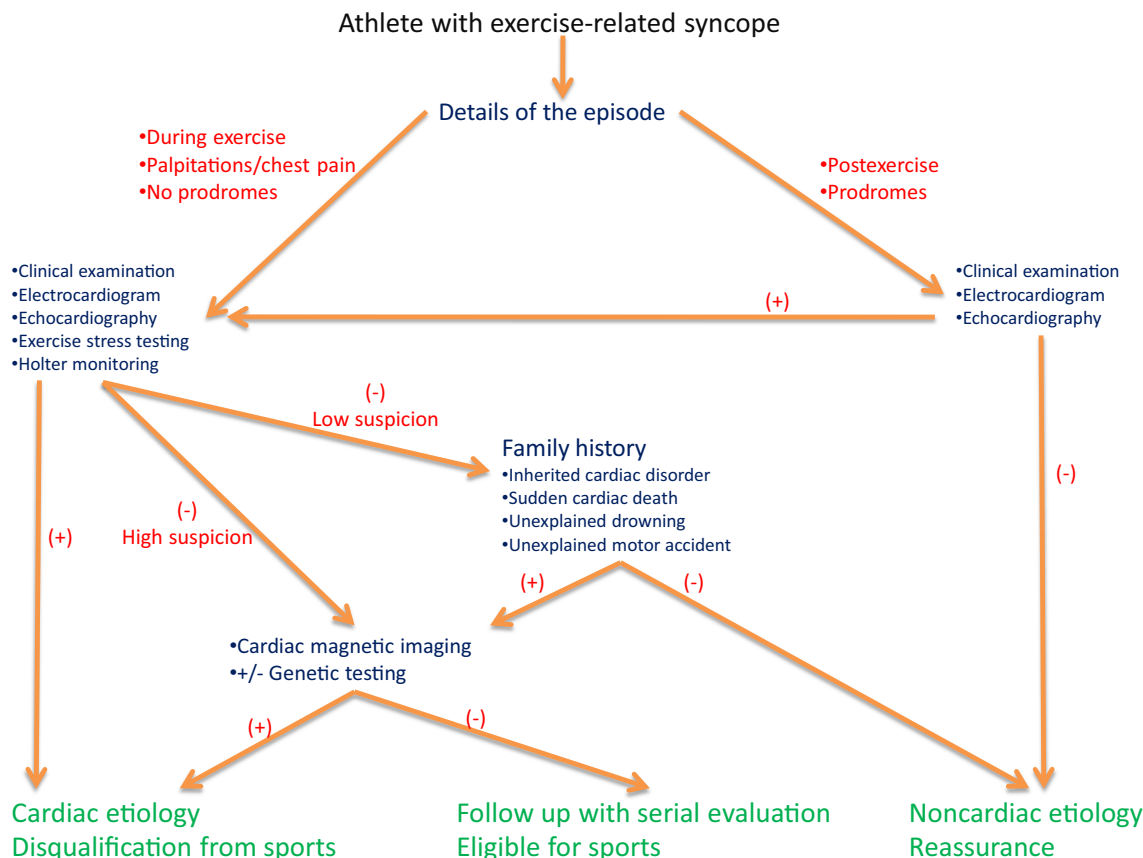 Athlete with exercise-related syncope
Details of the episode
•During exercise
•Palpitations/chest pain
•No prodromes
•Postexercise
•Prodromes
•Clinical examination
•Electrocardiogram
•Echocardiography
•Exercise stress testing
•Holter monitoring
(+)
•Clinical examination
•Electrocardiogram
•Echocardiography
(-)
Low suspicion
Family history
•Inherited cardiac disorder
•Sudden cardiac death
•Unexplained drowning
•Unexplained motor accident
(-)
(+)
(-)
High suspicion
(+)
(-)
•Cardiac magnetic imaging
•+/- Genetic testing
(+)
(-)
Cardiac etiology
Disqualification from sports
Follow up with serial evaluation
Eligible for sports
Noncardiac etiology
Reassurance